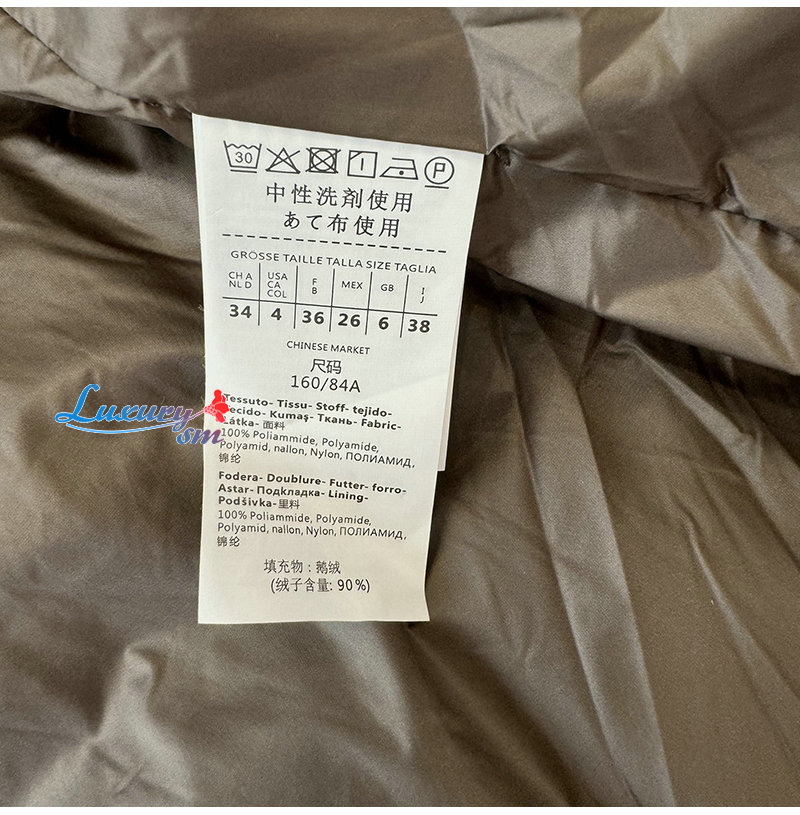 30
P
中性洗剤使用
あて布使用
GRÖSSE TAILLE TALLA SIZE TAGLIA
CH A NL D USA CA COL F B MEX GB I J
34 4 36 26 6 38
CHINESE MARKET
尺码
160/84A
Tessuto- Tissu- Stoff- tejido-
Tecido- Kumaş- Ткань- Fabric-
Látka- 面料
100% Poliammide, Polyamide,
Polyamid, nallon, Nylon, ПОЛИАМИД,
锦纶
Fodera- Doublure- Futter- forro-
Astar- Подкладка- Lining-
Podšivka- 里料
100% Poliammide, Polyamide,
Polyamid, nallon, Nylon, ПОЛИАМИД,
锦纶
填充物：鹅绒
(绒子含量: 90%)
Luxury
sm